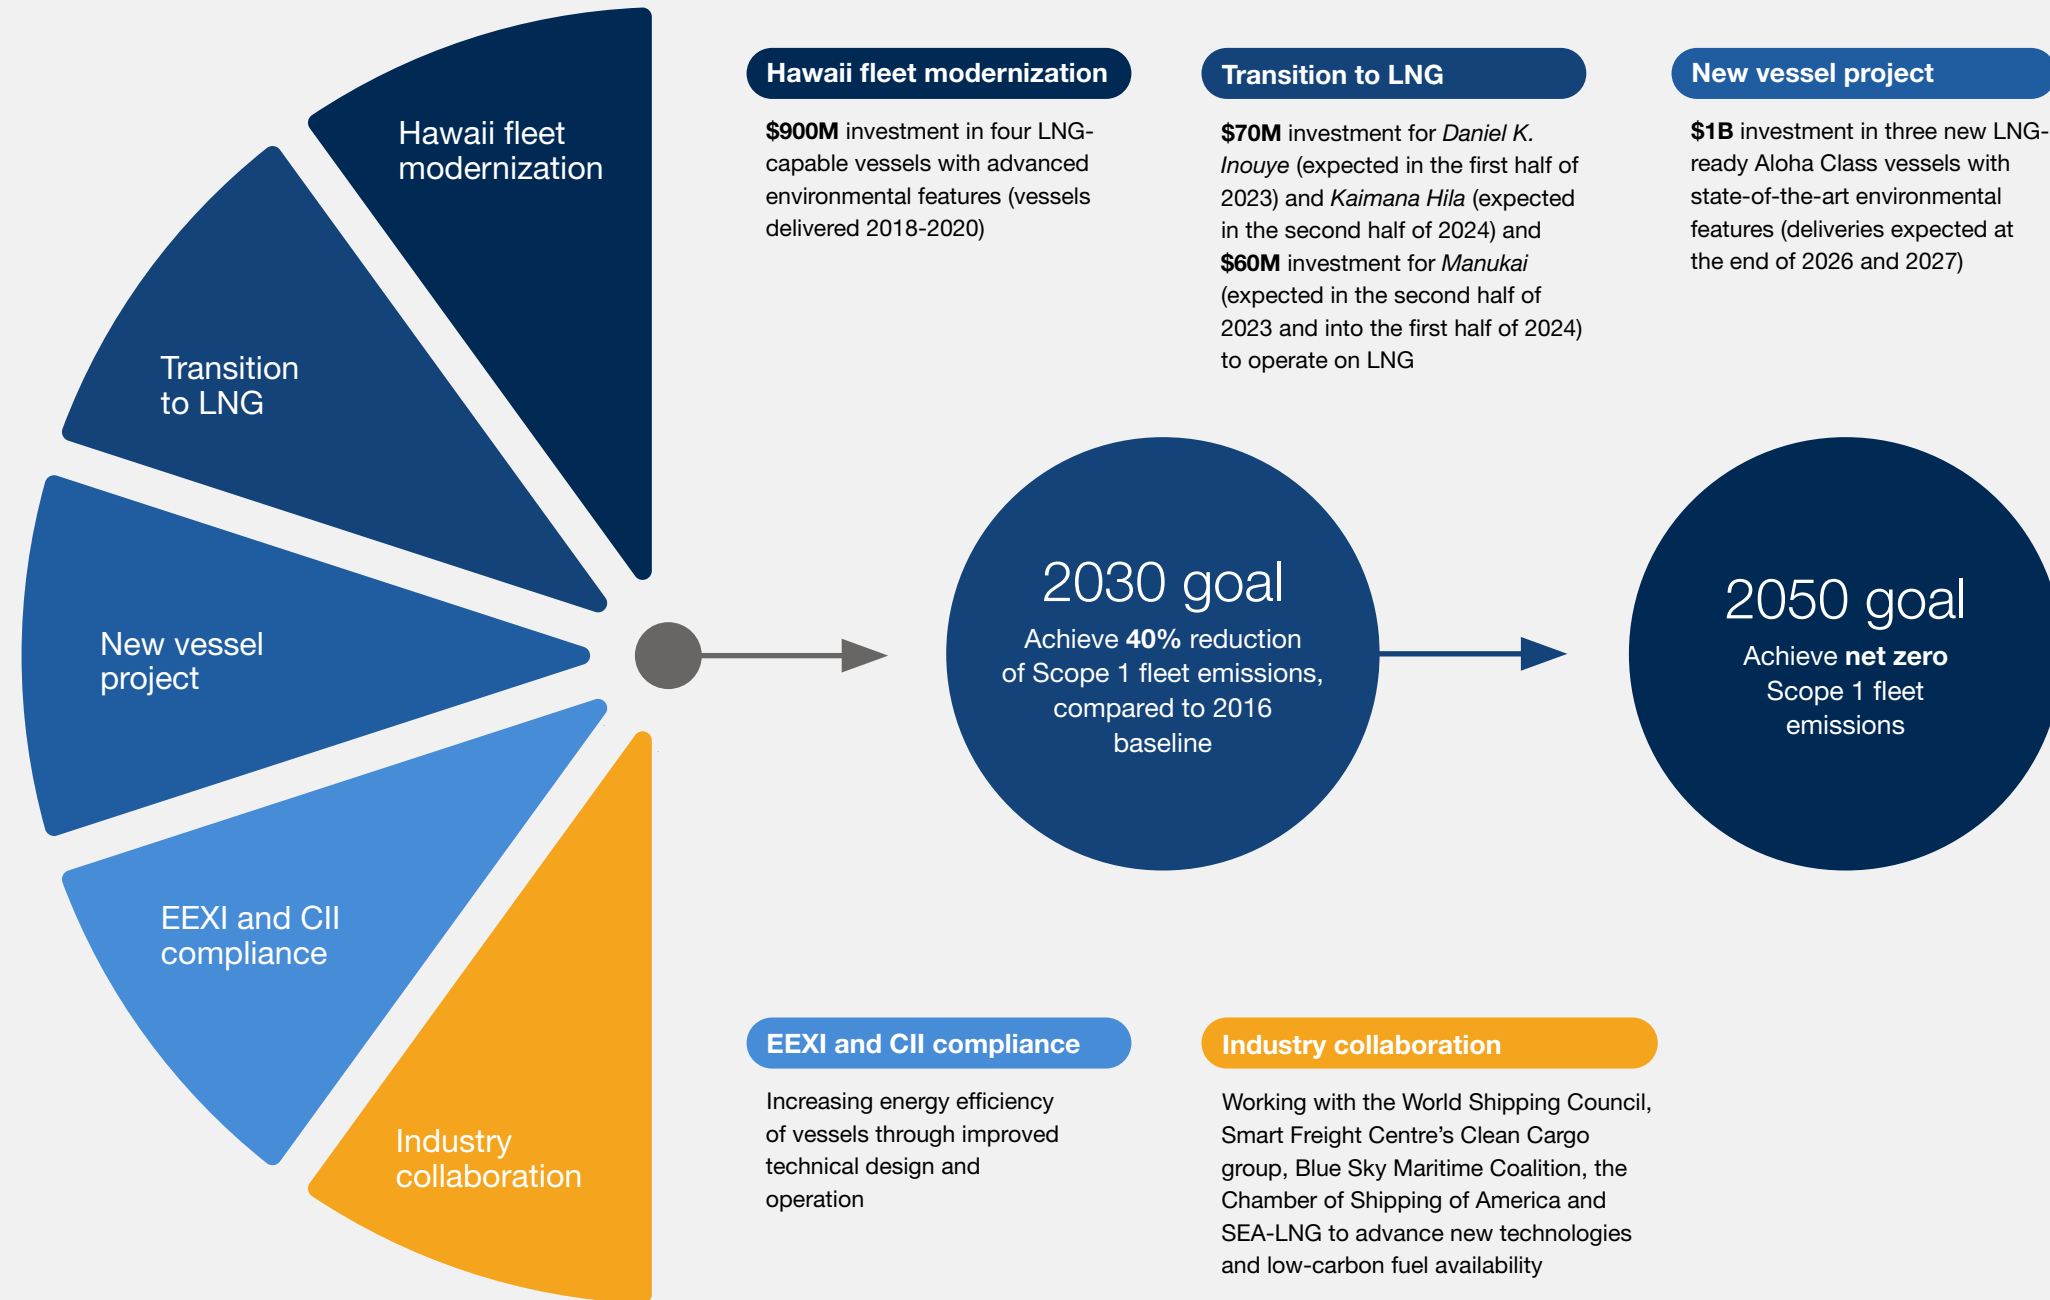 Hawaii fleet
modernization
Transition
to LNG
New vessel
project
EEXI and CII
compliance
Industry
collaboration
Hawaii fleet modernization
$900M investment in four LNG-
capable vessels with advanced
environmental features (vessels
delivered 2018-2020)
Transition to LNG
$70M investment for Daniel K.
Inouye (expected in the first half of
2023) and Kaimana Hila (expected
in the second half of 2024) and
$60M investment for Manukai
(expected in the second half of
2023 and into the first half of 2024)
to operate on LNG
New vessel project
$1B investment in three new LNG-
ready Aloha Class vessels with
state-of-the-art environmental
features (deliveries expected at
the end of 2026 and 2027)
2030 goal
Achieve 40% reduction
of Scope 1 fleet emissions,
compared to 2016
baseline
2050 goal
Achieve net zero
Scope 1 fleet
emissions
EEXI and CII compliance
Increasing energy efficiency
of vessels through improved
technical design and
operation
Industry collaboration
Working with the World Shipping Council,
Smart Freight Centre’s Clean Cargo
group, Blue Sky Maritime Coalition, the
Chamber of Shipping of America and
SEA-LNG to advance new technologies
and low-carbon fuel availability